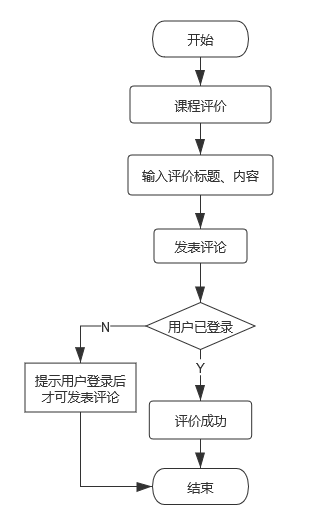 开始
课程评价
输入评价标题、内容
发表评论
用户已登录
N
Y
提示用户登录后
才可发表评论
评价成功
结束